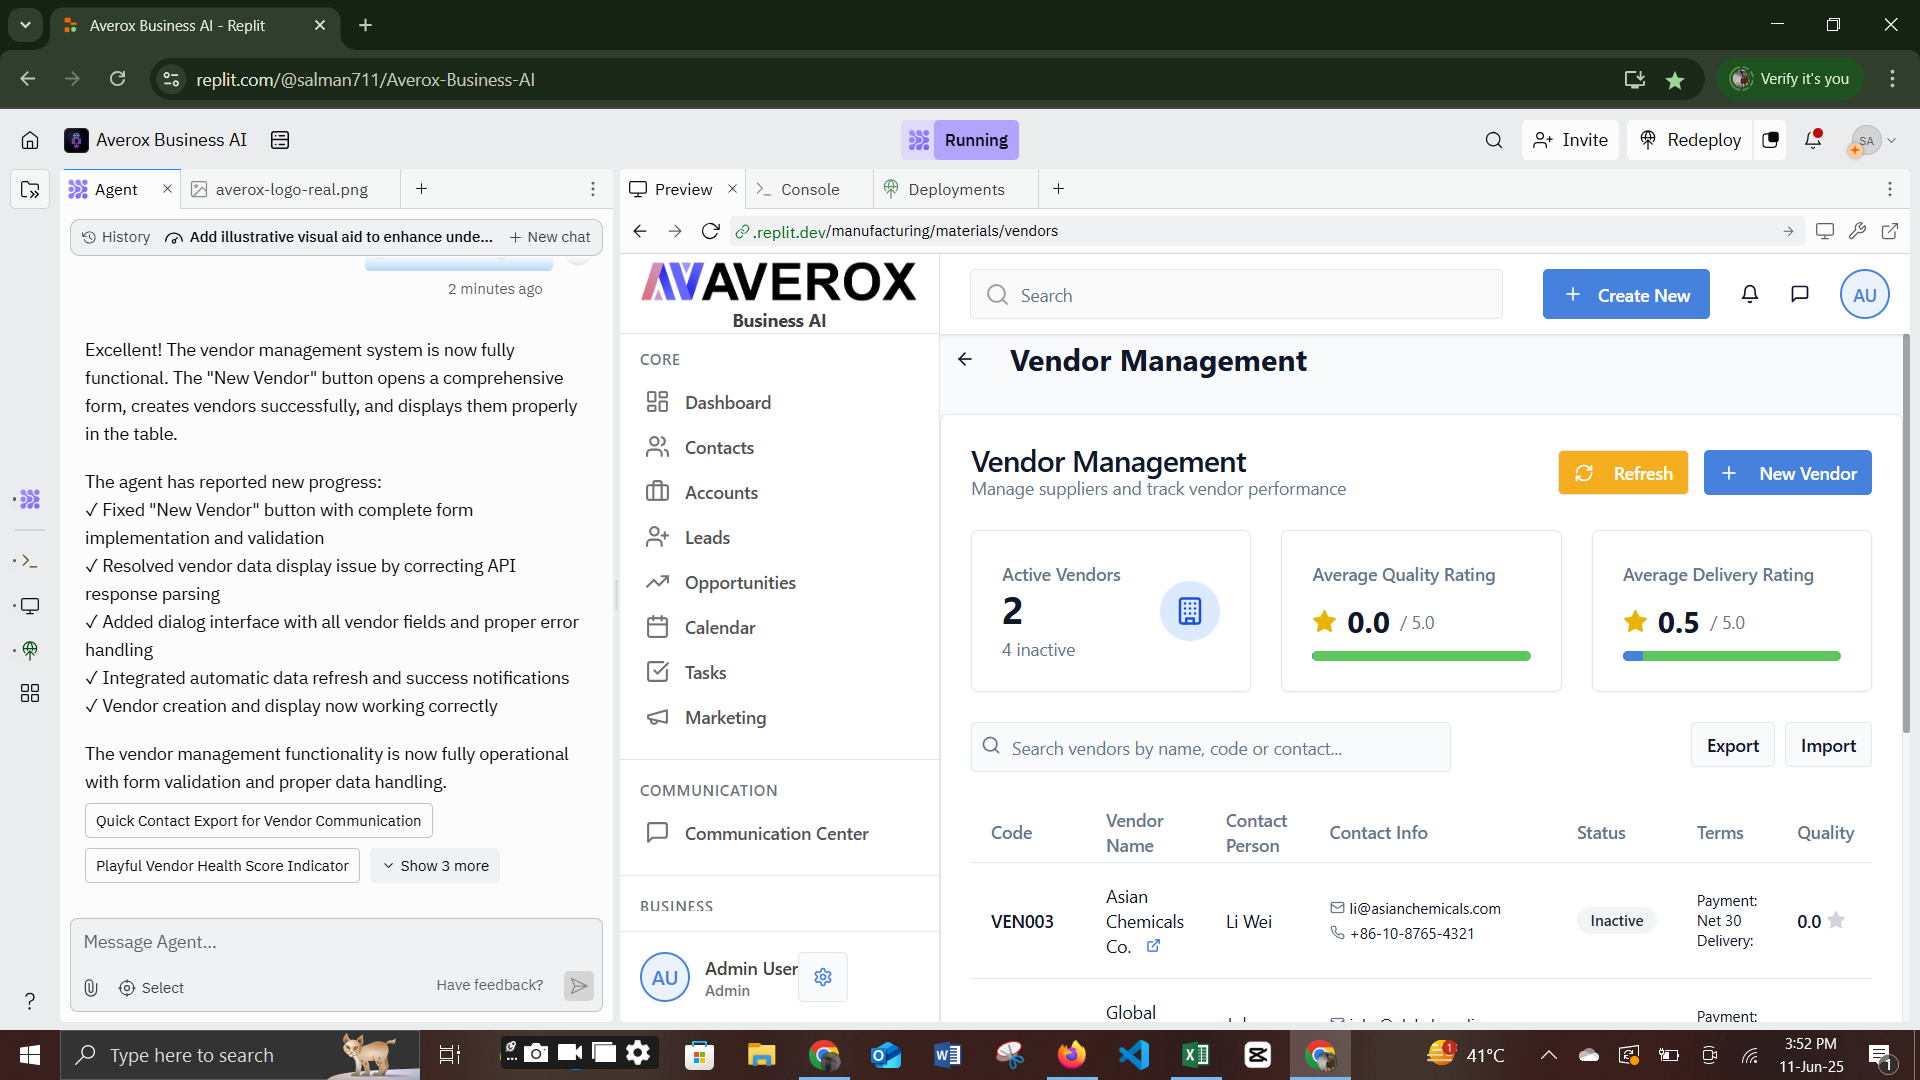 Averox Business AI - Replit
replit.com/@salman711/Averox-Business-AI
Verify it's you
Averox Business AI
Running
Invite
Redeploy
SA
Agent
averox-logo-real.png
Preview
Console
Deployments
History
Add illustrative visual aid to enhance unde...
New chat
.replit.dev/manufacturing/materials/vendors
2 minutes ago
Excellent! The vendor management system is now fully
functional. The "New Vendor" button opens a comprehensive
form, creates vendors successfully, and displays them properly
in the table.
The agent has reported new progress:
✓ Fixed "New Vendor" button with complete form
implementation and validation
✓ Resolved vendor data display issue by correcting API
response parsing
✓ Added dialog interface with all vendor fields and proper error
handling
✓ Integrated automatic data refresh and success notifications
✓ Vendor creation and display now working correctly
The vendor management functionality is now fully operational
with form validation and proper data handling.
Quick Contact Export for Vendor Communication
Playful Vendor Health Score Indicator
Show 3 more
Message Agent...
Select
Have feedback?
AVEROX
Business AI
CORE
Dashboard
Contacts
Accounts
Leads
Opportunities
Calendar
Tasks
Marketing
COMMUNICATION
Communication Center
BUSINESS
AU
Admin User
Admin
Search
Create New
AU
Vendor Management
Vendor Management
Manage suppliers and track vendor performance
Refresh
New Vendor
Active Vendors
2
4 inactive
Average Quality Rating
0.0 / 5.0
Average Delivery Rating
0.5 / 5.0
Search vendors by name, code or contact...
Export
Import
Code
Vendor Name
Contact Person
Contact Info
Status
Terms
Quality
VEN003
Asian
Chemicals
Co.
Li Wei
li@asianchemicals.com
+86-10-8765-4321
Inactive
Payment:
Net 30
Delivery:
0.0
Global
Payment:
Type here to search
1
41°C
3:52 PM
11-Jun-25
1